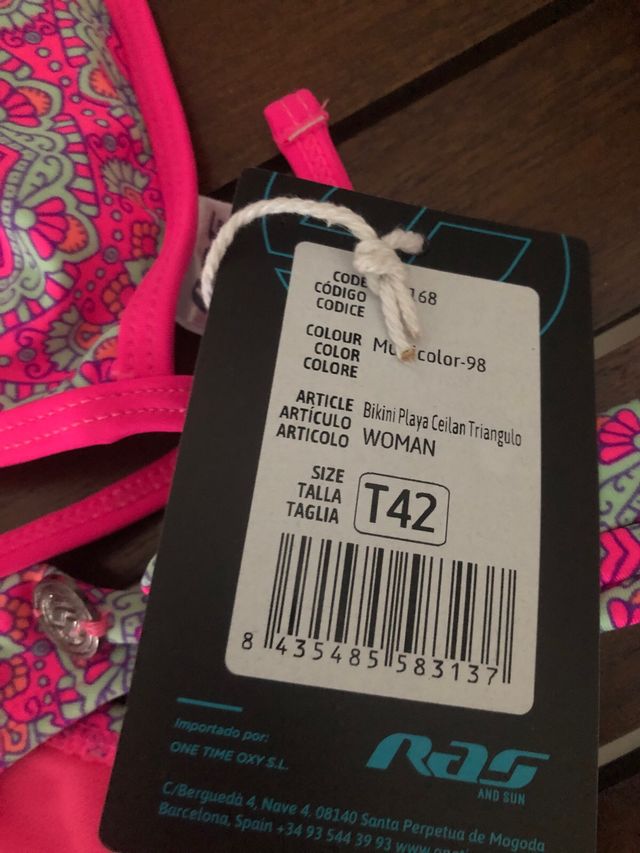 CODE
CÓDIGO 168
CODICE
COLOUR
COLOR
COLORE
ARTICLE Bikini Playa Ceilan Triangulo
ARTÍCULO WOMAN
ARTICOLO
SIZE
TALLA T42
TAGLIA
8 435485 583137
Importado por:
ONE TIME OXY S.L.
Ras
AND SUN
C/Berguedà 4, Nave 4, 08140 Santa Perpetua de Mogoda
Barcelona, Spain +34 93 544 39 93